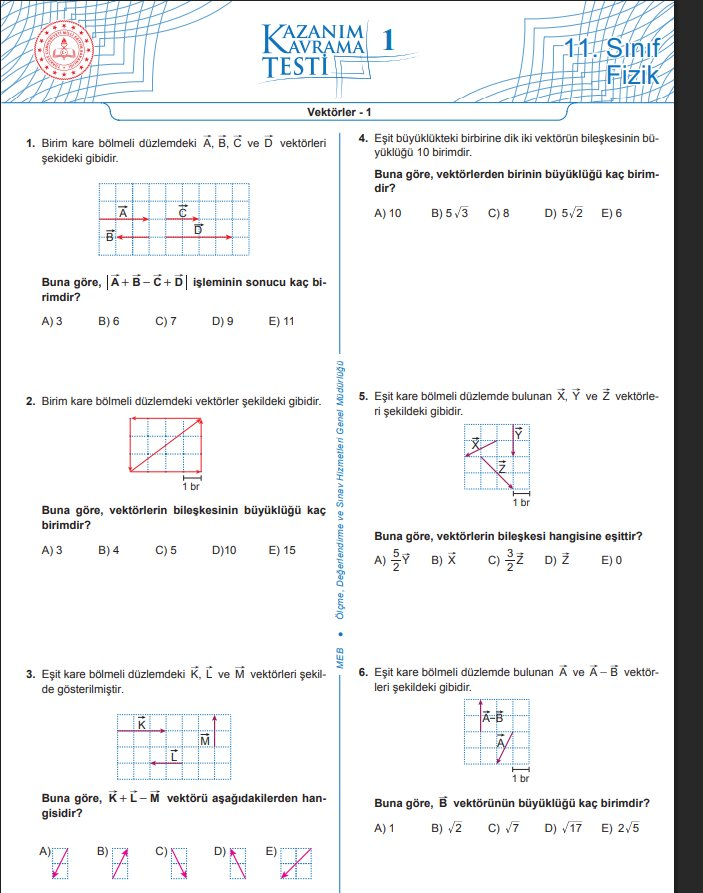 KAZANIM
KAVRAMA
TESTİ
1
11. Sınıf
Fizik
Vektörler - 1
1. Birim kare bölmeli düzlemdeki A, B, C ve D vektörleri
şekideki gibidir.
A
C
B
D
Buna göre, |A + B – C + D| işleminin sonucu kaç bi-
rimdir?
A) 3 B) 6 C) 7 D) 9 E) 11
2. Birim kare bölmeli düzlemdeki vektörler şekildeki gibidir.
1 br
Buna göre, vektörlerin bileşkesinin büyüklüğü kaç
birimdir?
A) 3 B) 4 C) 5 D)10 E) 15
3. Eşit kare bölmeli düzlemdeki K, L ve M vektörleri şekil-
de gösterilmiştir.
K
M
L
Buna göre, K + L – M vektörü aşağıdakilerden han-
gisidir?
A) B) C) D) E)
MEB • Ölçme, Değerlendirme ve Sınav Hizmetleri Genel Müdürlüğü
4. Eşit büyüklükteki birbirine dik iki vektörün bileşkesinin bü-
yüklüğü 10 birimdir.
Buna göre, vektörlerden birinin büyüklüğü kaç birim-
dir?
A) 10 B) 5√3 C) 8 D) 5√2 E) 6
5. Eşit kare bölmeli düzlemde bulunan X, Y ve Z vektörle-
ri şekildeki gibidir.
Y
X
Z
1 br
Buna göre, vektörlerin bileşkesi hangisine eşittir?
A) 5/2 Y B) X C) 3/2 Z D) Z E) 0
6. Eşit kare bölmeli düzlemde bulunan A ve A – B vektör-
leri şekildeki gibidir.
A–B
A
1 br
Buna göre, B vektörünün büyüklüğü kaç birimdir?
A) 1 B) √2 C) √7 D) √17 E) 2√5